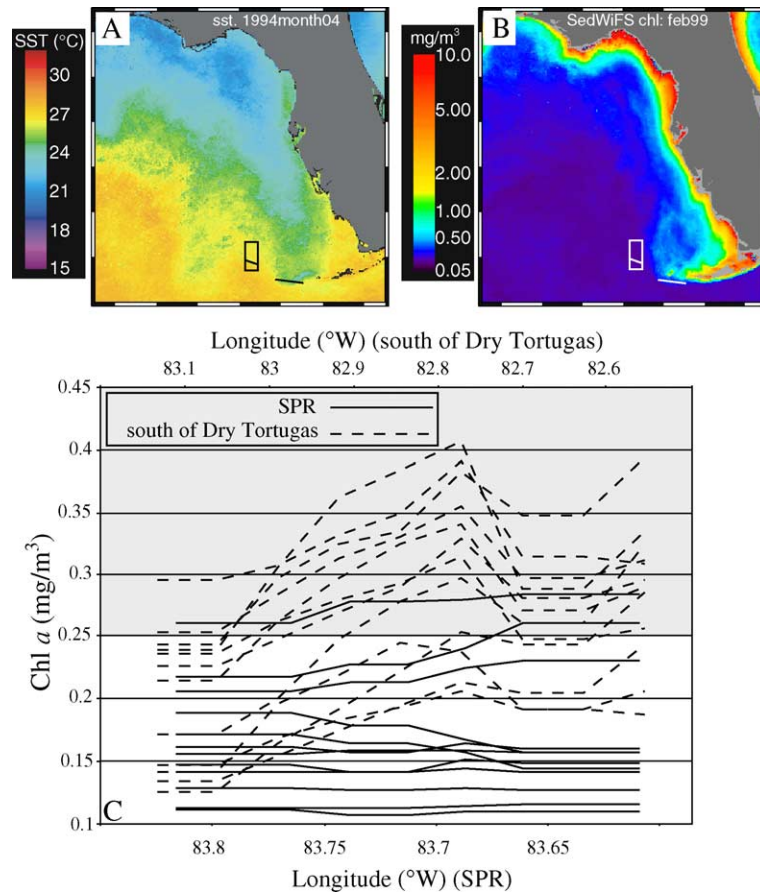 A
sst. 1994month04
SST (°C)
30
27
24
21
18
15
B
SedWiFS chl: feb99
mg/m³
10.0
5.00
2.00
1.00
0.50
0.05
Longitude (°W) (south of Dry Tortugas)
83.1 83 82.9 82.8 82.7 82.6
SPR
south of Dry Tortugas
Chl a (mg/m³)
0.45
0.4
0.35
0.3
0.25
0.2
0.15
0.1
C
83.8 83.75 83.7 83.65
Longitude (°W) (SPR)